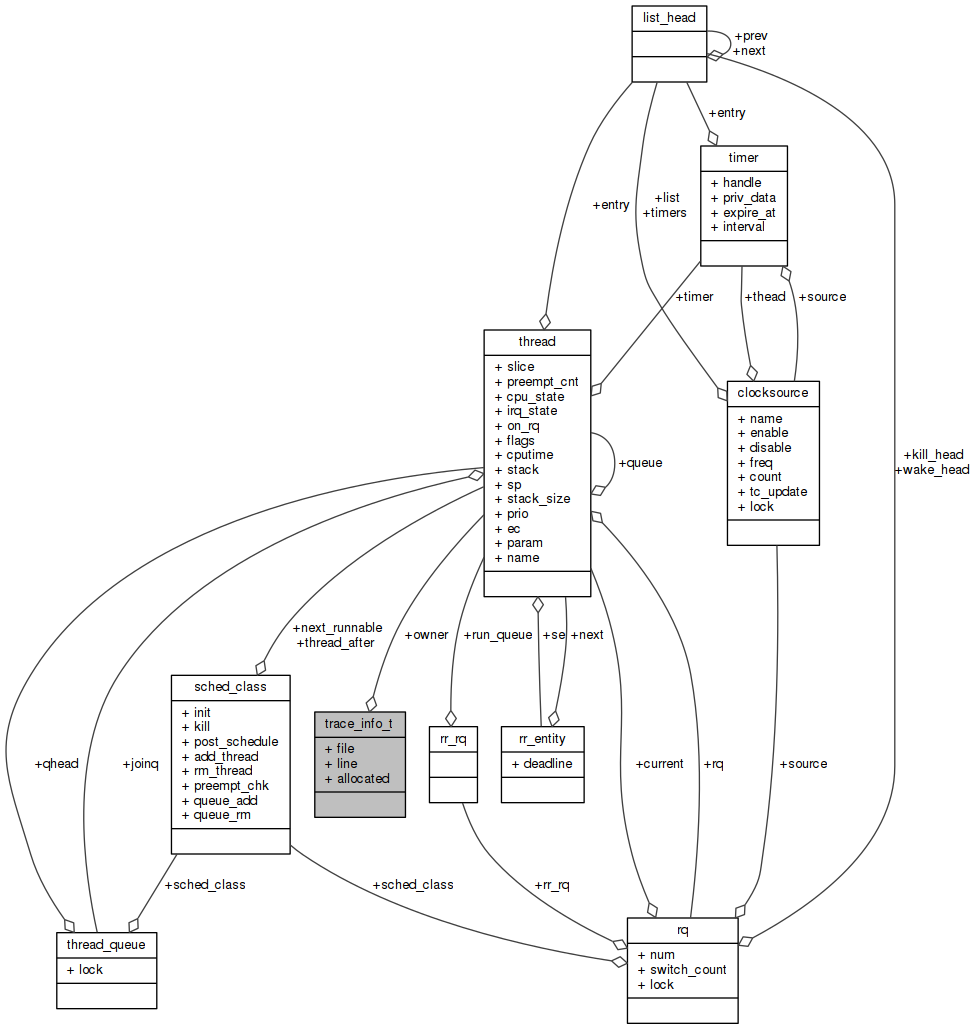 list_head
+prev
+next
+entry
timer
+ handle
+ priv_data
+ expire_at
+ interval
+entry
+list
+timers
+timer
+thead
+source
thread
+ slice
+ preempt_cnt
+ cpu_state
+ irq_state
+ on_rq
+ flags
+ cputime
+ stack
+ sp
+ stack_size
+ prio
+ ec
+ param
+ name
clocksource
+ name
+ enable
+ disable
+ freq
+ count
+ tc_update
+ lock
+queue
+kill_head
+wake_head
+next_runnable
+thread_after
+owner
+run_queue
+se
+next
sched_class
+ init
+ kill
+ post_schedule
+ add_thread
+ rm_thread
+ preempt_chk
+ queue_add
+ queue_rm
trace_info_t
+ file
+ line
+ allocated
rr_rq
rr_entity
+ deadline
+qhead
+joinq
+current
+rq
+source
+sched_class
+sched_class
+rr_rq
thread_queue
+ lock
rq
+ num
+ switch_count
+ lock